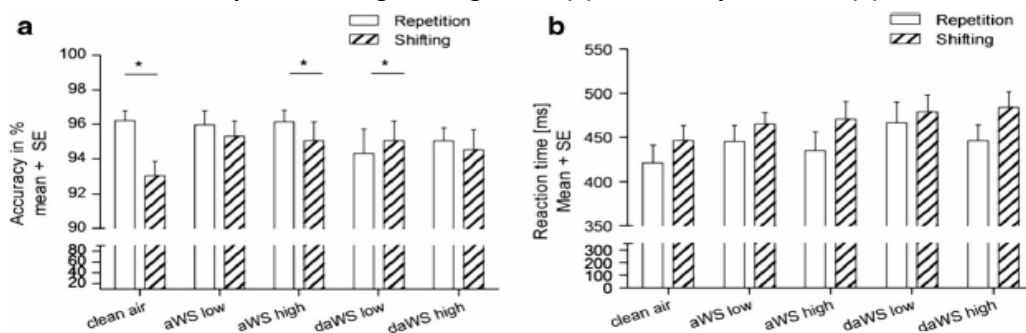 a
Repetition
Shifting
Accuracy in %
mean + SE
100
98
96
94
92
90
80
60
40
20
*
*
*
clean air
aWS low
aWS high
daWS low
daWS high
b
Repetition
Shifting
Reaction time [ms]
Mean + SE
550
500
450
400
350
300
200
100
0
clean air
aWS low
aWS high
daWS low
daWS high